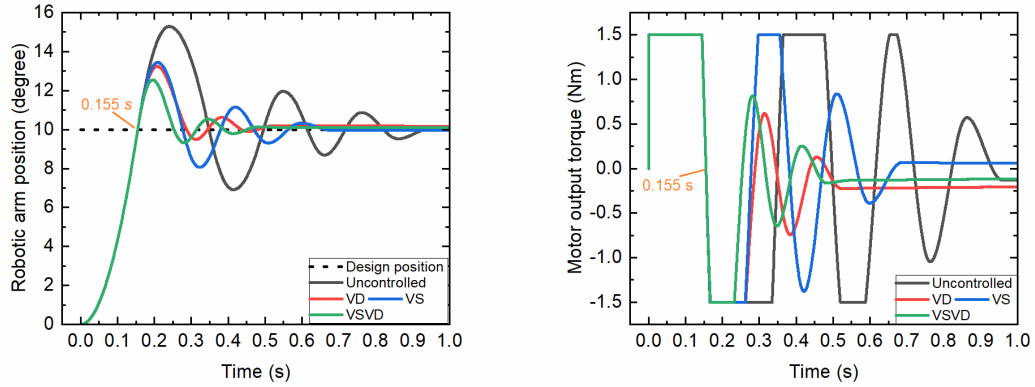 Robotic arm position (degree)
16
14
12
10
8
6
4
2
0
0.155 s
Design position
Uncontrolled
VD VS
VSVD
0.0 0.1 0.2 0.3 0.4 0.5 0.6 0.7 0.8 0.9 1.0
Time (s)
Motor output torque (Nm)
1.5
1.0
0.5
0.0
-0.5
-1.0
-1.5
0.155 s
Uncontrolled
VD VS
VSVD
0.0 0.1 0.2 0.3 0.4 0.5 0.6 0.7 0.8 0.9 1.0
Time (s)